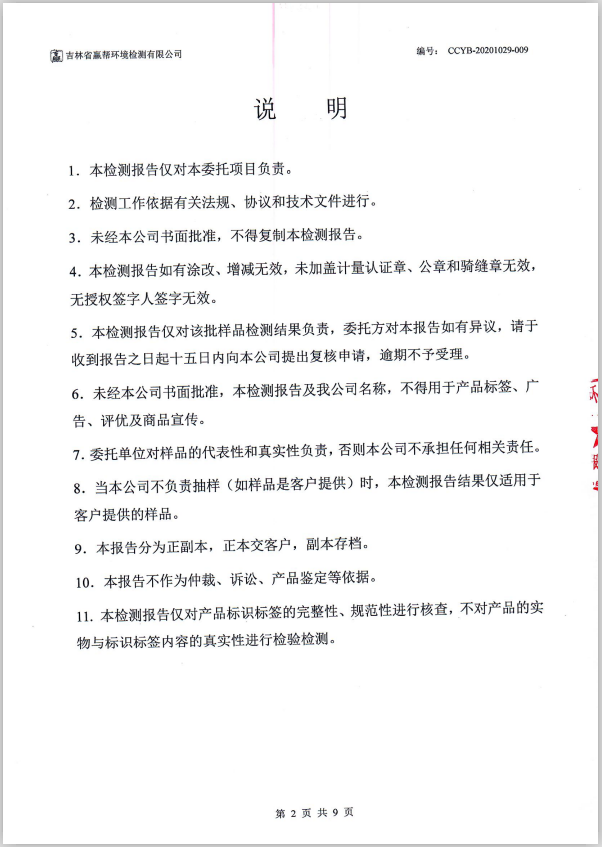 吉林省赢帮环境检测有限公司
编号： CCYB-20201029-009
说 明
1．本检测报告仅对本委托项目负责。
2．检测工作依据有关法规、协议和技术文件进行。
3．未经本公司书面批准，不得复制本检测报告。
4．本检测报告如有涂改、增减无效，未加盖计量认证章、公章和骑缝章无效，
无授权签字人签字无效。
5．本检测报告仅对该批样品检测结果负责，委托方对本报告如有异议，请于
收到报告之日起十五日内向本公司提出复核申请，逾期不予受理。
6．未经本公司书面批准，本检测报告及我公司名称，不得用于产品标签、广
告、评优及商品宣传。
7．委托单位对样品的代表性和真实性负责，否则本公司不承担任何相关责任。
8．当本公司不负责抽样（如样品是客户提供）时，本检测报告结果仅适用于
客户提供的样品。
9．本报告分为正副本，正本交客户，副本存档。
10．本报告不作为仲裁、诉讼、产品鉴定等依据。
11．本检测报告仅对产品标识标签的完整性、规范性进行核查，不对产品的实
物与标识标签内容的真实性进行检验检测。
第 2 页 共 9 页